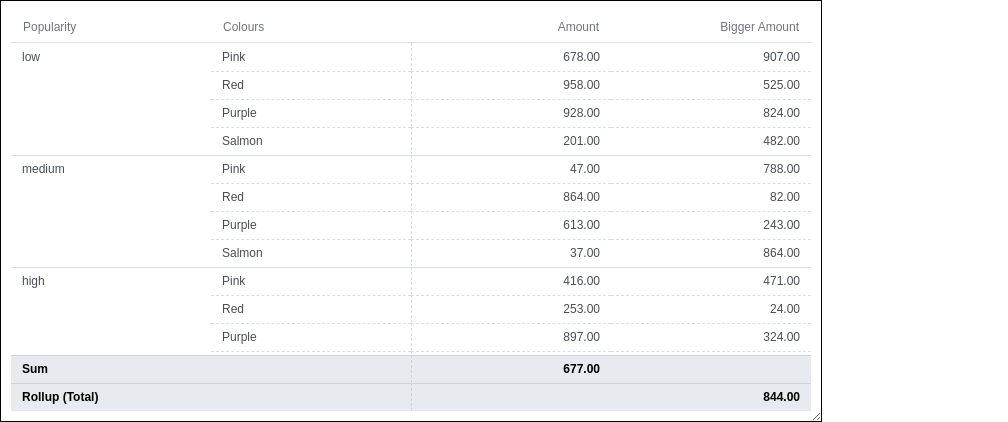 Popularity Colours Amount Bigger Amount
low Pink 678.00 907.00
Red 958.00 525.00
Purple 928.00 824.00
Salmon 201.00 482.00
medium Pink 47.00 788.00
Red 864.00 82.00
Purple 613.00 243.00
Salmon 37.00 864.00
high Pink 416.00 471.00
Red 253.00 24.00
Purple 897.00 324.00
Sum 677.00
Rollup (Total) 844.00